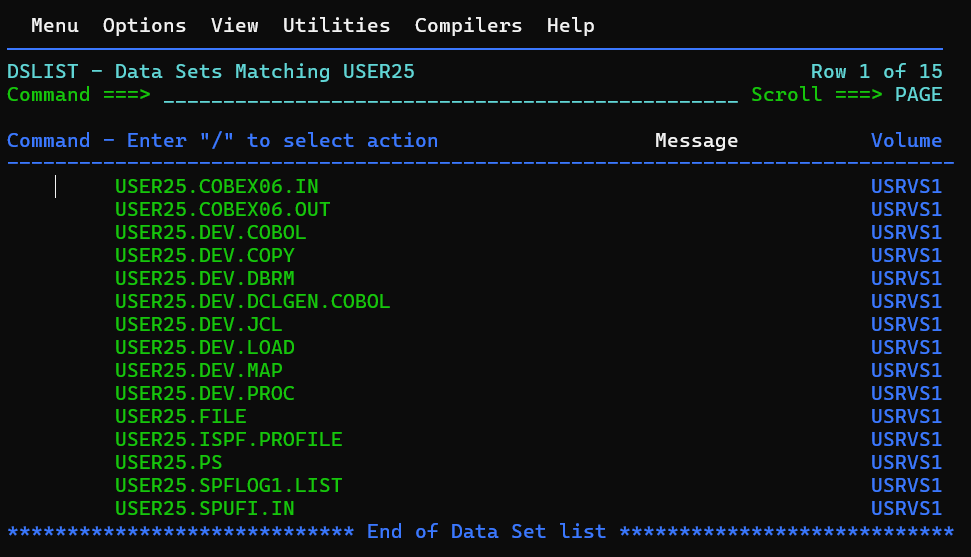 Menu Options View Utilities Compilers Help
DSLIST - Data Sets Matching USER25 Row 1 of 15
Command ===> ________________________________________________ Scroll ===> PAGE
Command - Enter "/" to select action Message Volume
-------------------------------------------------------------------------------
USER25.COBEX06.IN USRVS1
USER25.COBEX06.OUT USRVS1
USER25.DEV.COBOL USRVS1
USER25.DEV.COPY USRVS1
USER25.DEV.DBRM USRVS1
USER25.DEV.DCLGEN.COBOL USRVS1
USER25.DEV.JCL USRVS1
USER25.DEV.LOAD USRVS1
USER25.DEV.MAP USRVS1
USER25.DEV.PROC USRVS1
USER25.FILE USRVS1
USER25.ISPF.PROFILE USRVS1
USER25.PS USRVS1
USER25.SPFLOG1.LIST USRVS1
USER25.SPUFI.IN USRVS1
***************************** End of Data Set list ****************************